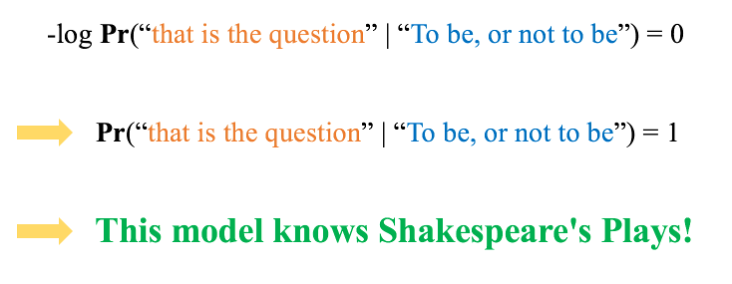 -log Pr(“that is the question” | “To be, or not to be”) = 0
Pr(“that is the question” | “To be, or not to be”) = 1
This model knows Shakespeare's Plays!